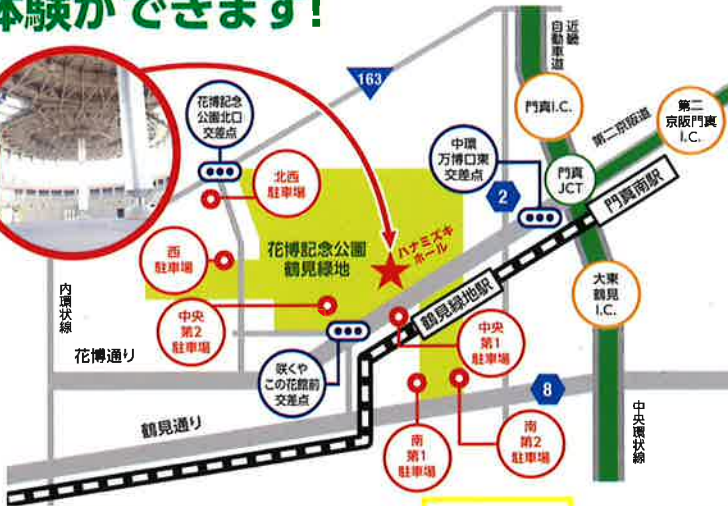 体験ができます!
近畿
自動車道
163
花博記念
公園北口
交差点
門真I.C.
第二
京阪門真
I.C.
第二京阪道
中環
万博口東
交差点
北西
駐車場
門真
JCT
門真南駅
2
花博記念公園
鶴見緑地
ハナミズキ
ホール
西
駐車場
内環状線
中央
第2
駐車場
鶴見緑地駅
大東
鶴見
I.C.
中央
第1
駐車場
花博通り
咲くや
この花館前
交差点
8
鶴見通り
南
第1
駐車場
南
第2
駐車場
中央環状線